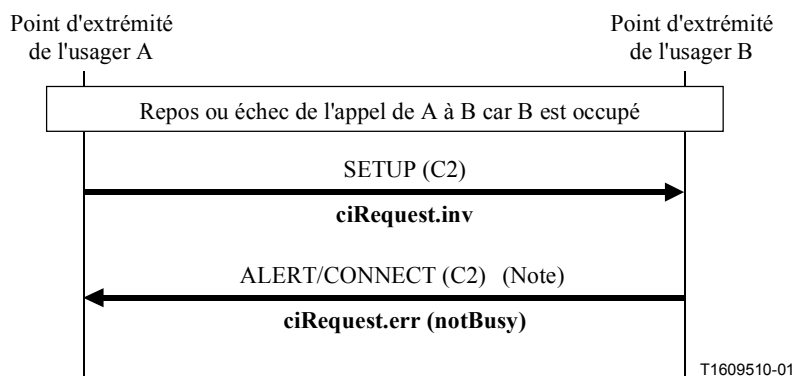 Point d'extrémité
de l'usager A
Point d'extrémité
de l'usager B
Repos ou échec de l'appel de A à B car B est occupé
SETUP (C2)
ciRequest.inv
ALERT/CONNECT (C2) (Note)
ciRequest.err (notBusy)
T1609510-01